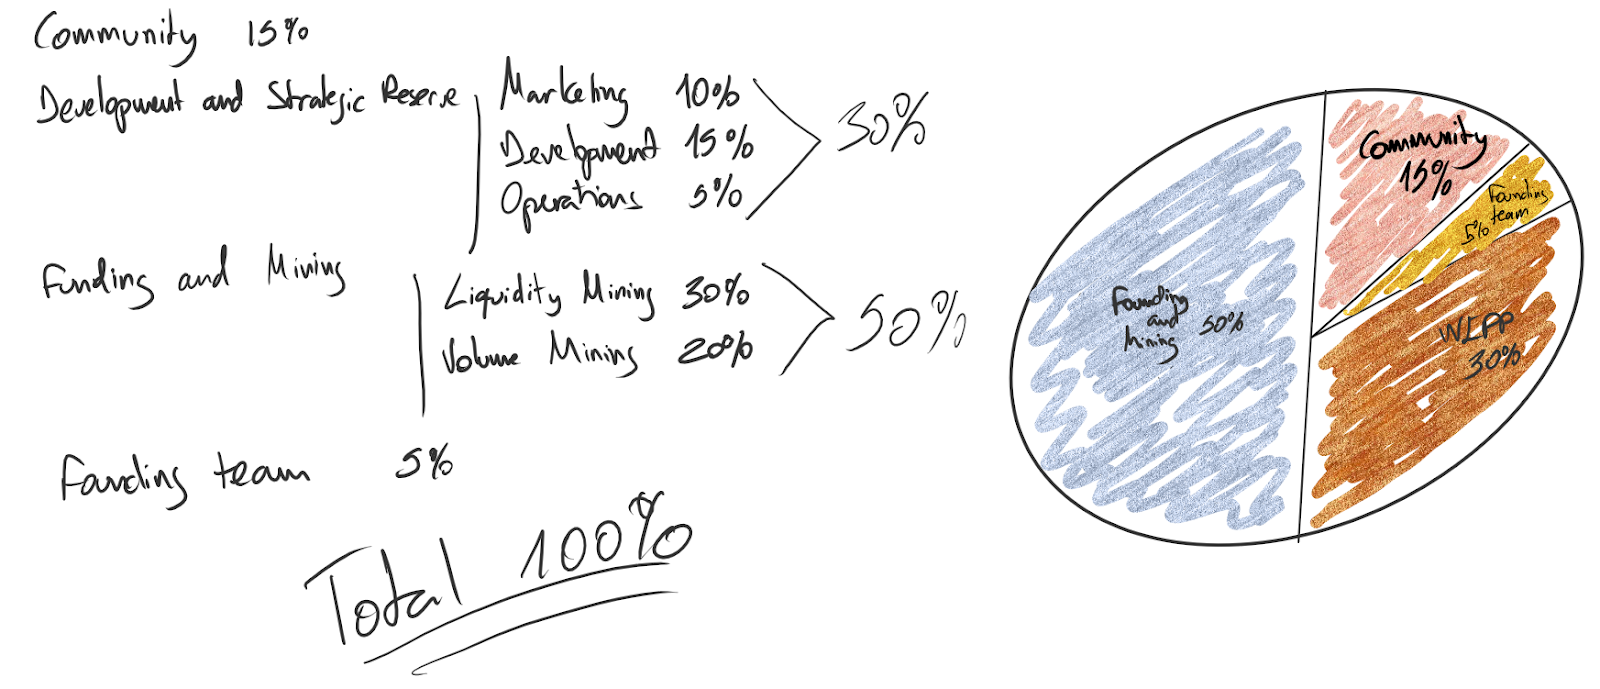 Community 15%
Development and Strategic Reserve
Marketing 10%
Development 15%
Operations 5%
30%
Funding and Mining
Liquidity Mining 30%
Volume Mining 20%
50%
Founding team 5%
Total 100%
Community
15%
Founding
team
5%
Founding
and
Mining
50%
WLPP
30%